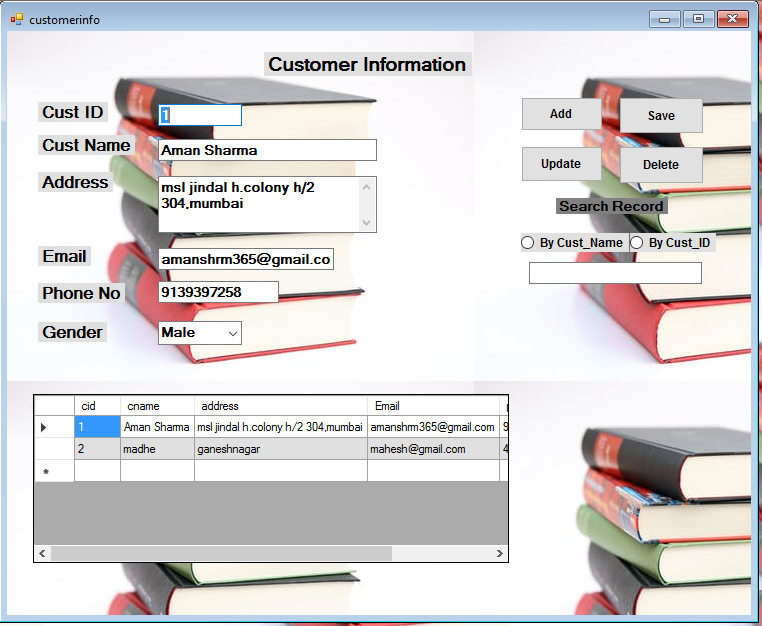 customerinfo
Customer Information
Cust ID 1
Cust Name Aman Sharma
Address msl jindal h.colony h/2
304,mumbai
Email amanshrm365@gmail.co
Phone No 9139397258
Gender Male
Add Save
Update Delete
Search Record
By Cust_Name By Cust_ID
cid cname address Email
1 Aman Sharma msl jindal h.colony h/2 304,mumbai amanshrm365@gmail.com 9
2 madhe ganeshnagar mahesh@gmail.com 4